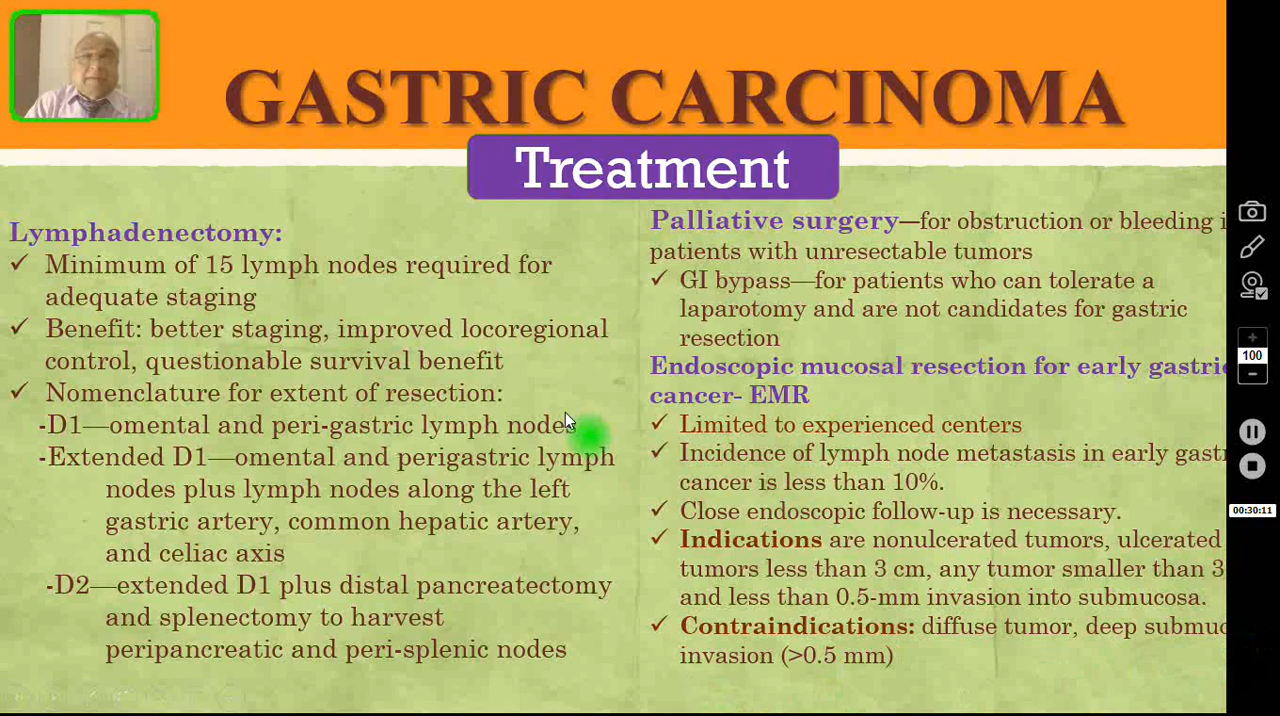 GASTRIC CARCINOMA
Treatment
Lymphadenectomy:
✓ Minimum of 15 lymph nodes required for
adequate staging
✓ Benefit: better staging, improved locoregional
control, questionable survival benefit
✓ Nomenclature for extent of resection:
-D1—omental and peri-gastric lymph nodes
-Extended D1—omental and perigastric lymph
nodes plus lymph nodes along the left
gastric artery, common hepatic artery,
and celiac axis
-D2—extended D1 plus distal pancreatectomy
and splenectomy to harvest
peripancreatic and peri-splenic nodes
Palliative surgery—for obstruction or bleeding i
patients with unresectable tumors
✓ GI bypass—for patients who can tolerate a
laparotomy and are not candidates for gastric
resection
Endoscopic mucosal resection for early gastric
cancer- EMR
✓ Limited to experienced centers
✓ Incidence of lymph node metastasis in early gastr
cancer is less than 10%.
✓ Close endoscopic follow-up is necessary.
✓ Indications are nonulcerated tumors, ulcerated
tumors less than 3 cm, any tumor smaller than 3
and less than 0.5-mm invasion into submucosa.
✓ Contraindications: diffuse tumor, deep submuc
invasion (>0.5 mm)
100
00:30:11